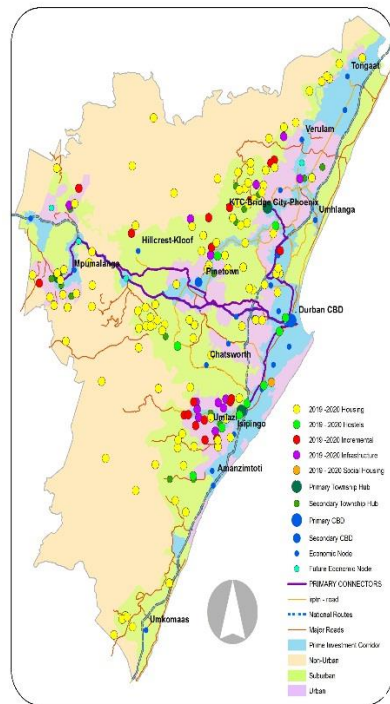 Tongaat
Verulam
KTC-Bridge City-Phoenix
Umhlanga
Hillcrest-Kloof
Mpumalanga
Pinetown
Durban CBD
Chatsworth
Umlazi
Isipingo
Amanzimtoti
Umkomaas
2019 -2020 Housing
2019 -2020 Hostels
2019 -2020 Incremental
2019 -2020 Infrastructure
2019 - 2020 Social Housing
Primary Township Hub
Secondary Township Hub
Primary CBD
Secondary CBD
Economic Node
Future Economic Node
PRIMARY CONNECTORS
road
National Routes
Major Roads
Prime Investment Corridor
Non-Urban
Suburban
Urban